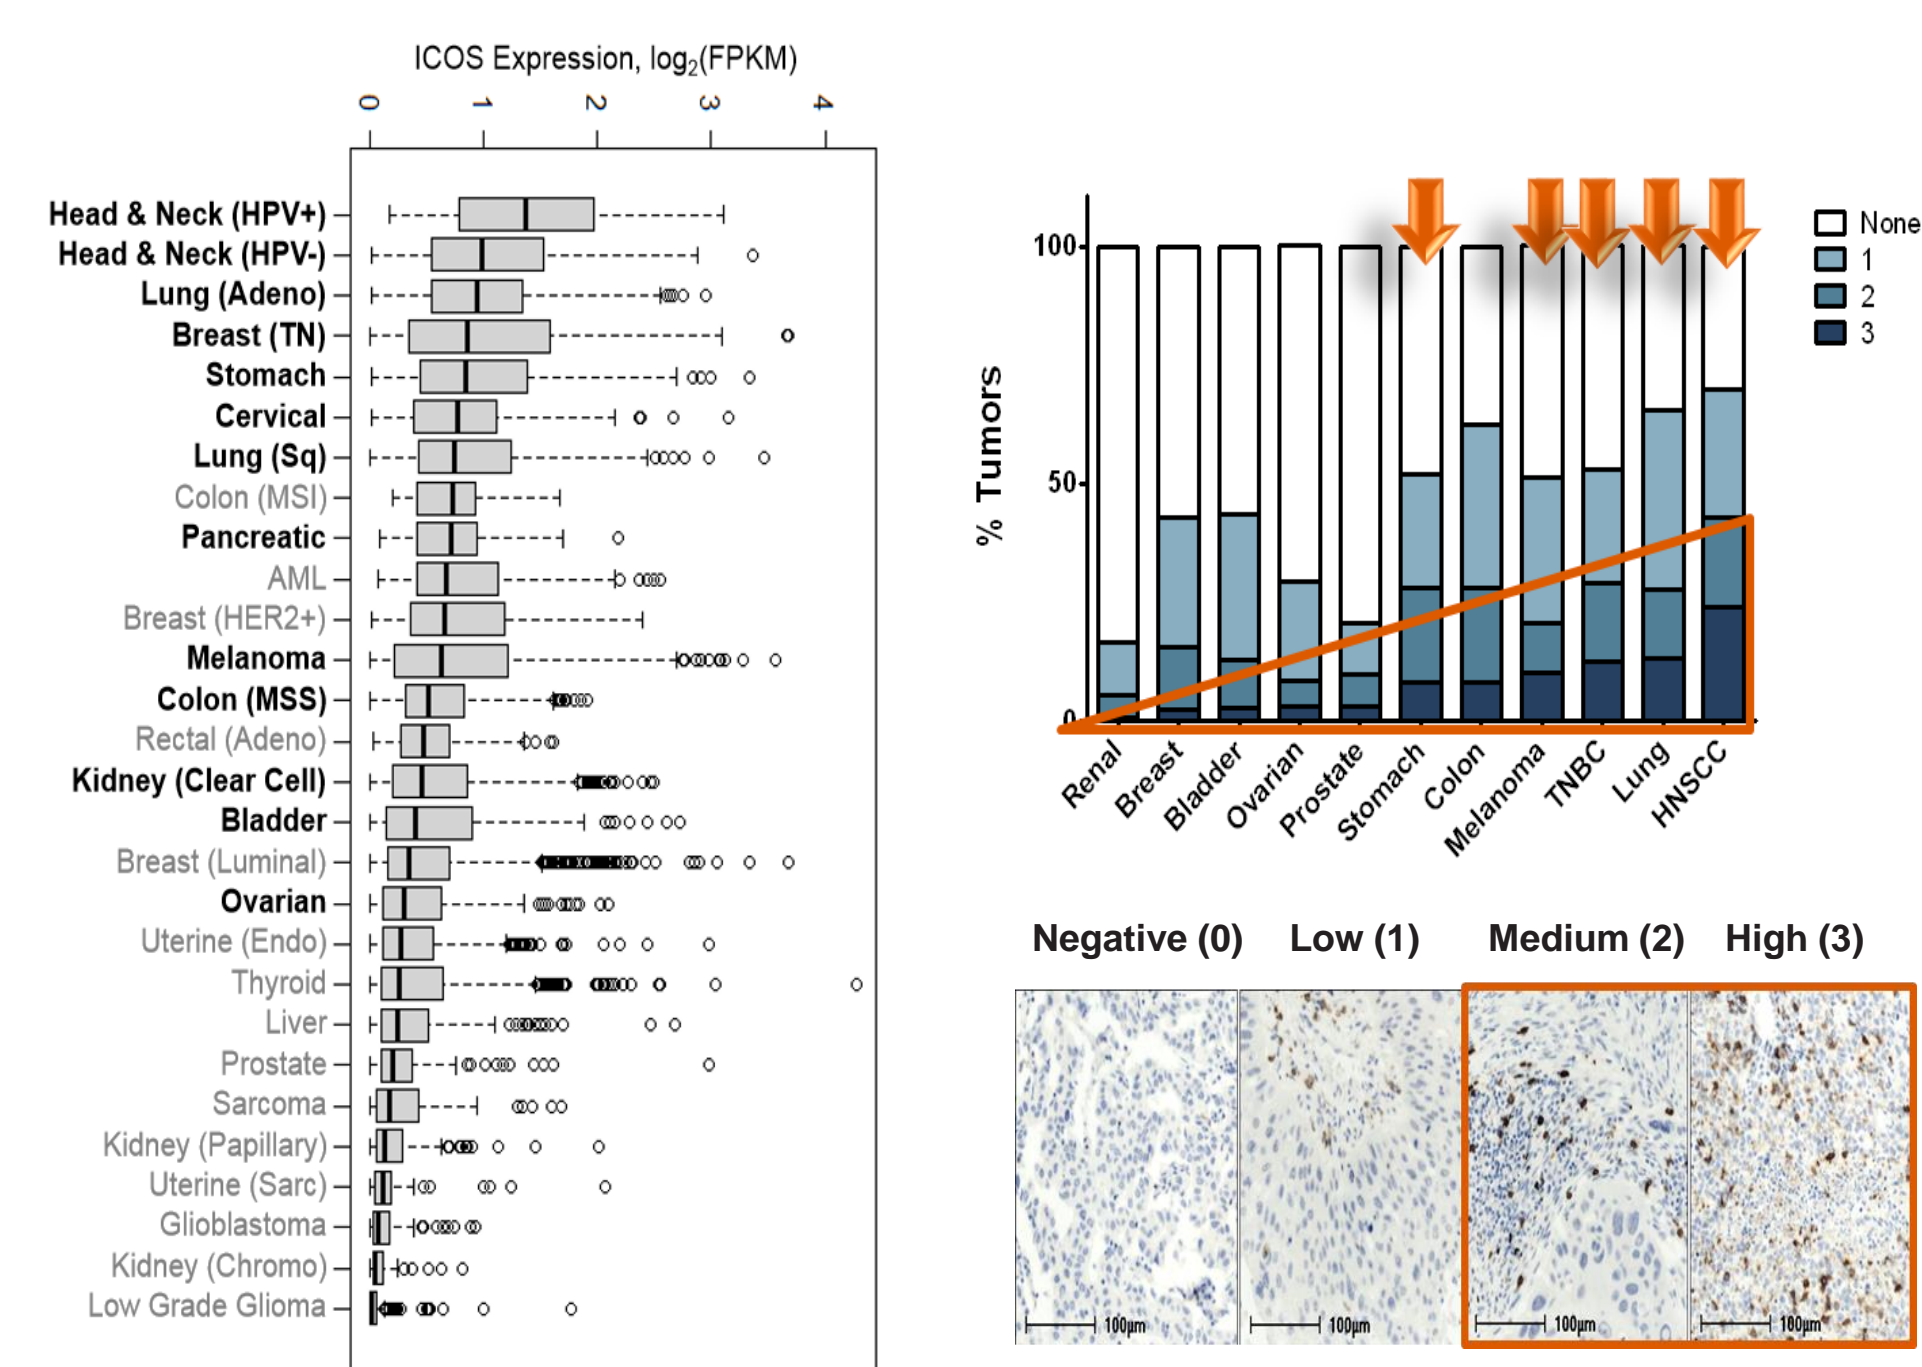 ICOS Expression, log2(FPKM)
0 1 2 3 4
Head & Neck (HPV+)
Head & Neck (HPV-)
Lung (Adeno)
Breast (TN)
Stomach
Cervical
Lung (Sq)
Colon (MSI)
Pancreatic
AML
Breast (HER2+)
Melanoma
Colon (MSS)
Rectal (Adeno)
Kidney (Clear Cell)
Bladder
Breast (Luminal)
Ovarian
Uterine (Endo)
Thyroid
Liver
Prostate
Sarcoma
Kidney (Papillary)
Uterine (Sarc)
Glioblastoma
Kidney (Chromo)
Low Grade Glioma
% Tumors
100
50
0
Renal
Breast
Bladder
Ovarian
Prostate
Stomach
Colon
Melanoma
TNBC
Lung
HNSCC
None
1
2
3
Negative (0) Low (1) Medium (2) High (3)
100µm 100µm 100µm 100µm